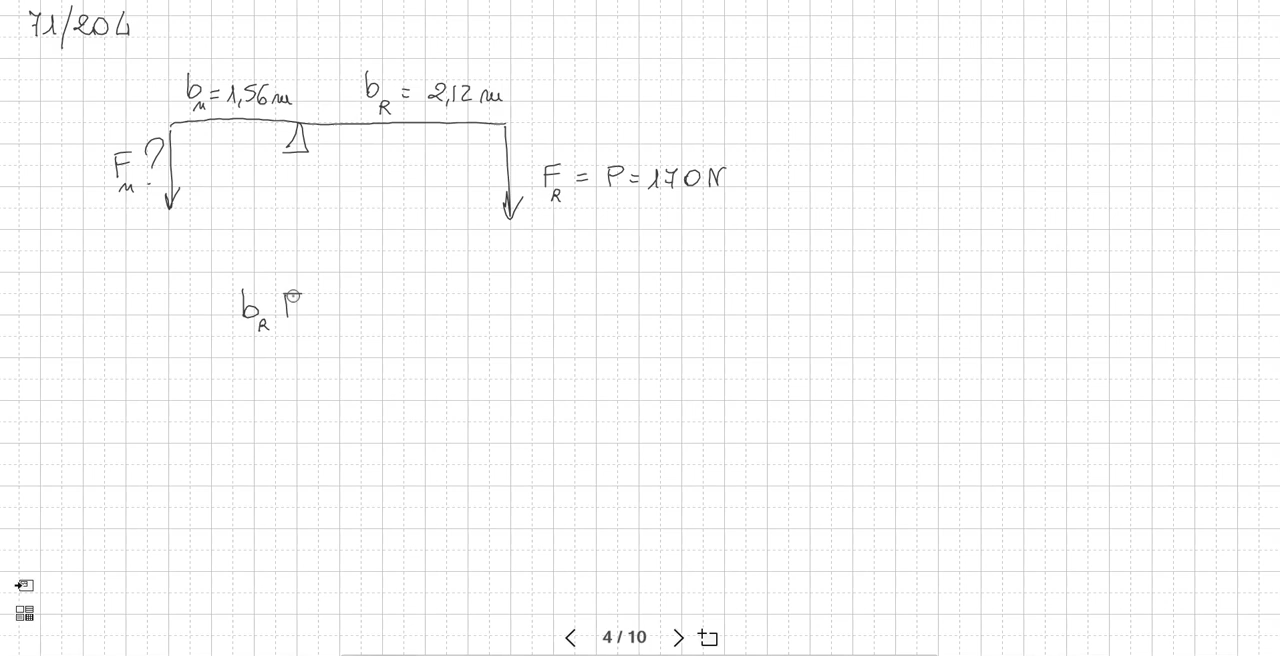 71/204
b_m = 1,56 m b_R = 2,12 m
F_m ? F_R = P = 170 N
b_R F
4 / 10